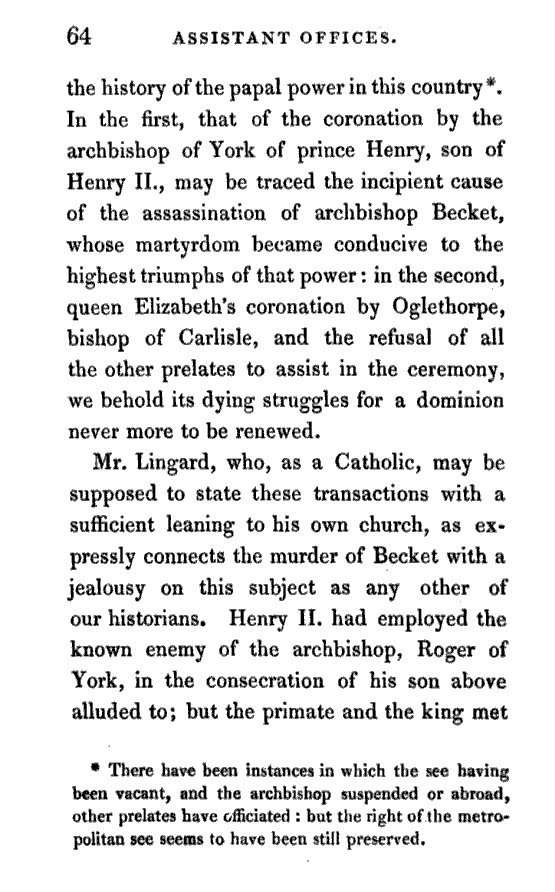 64 ASSISTANT OFFICES.
the history of the papal power in this country*.
In the first, that of the coronation by the
archbishop of York of prince Henry, son of
Henry II., may be traced the incipient cause
of the assassination of archbishop Becket,
whose martyrdom became conducive to the
highest triumphs of that power: in the second,
queen Elizabeth's coronation by Oglethorpe,
bishop of Carlisle, and the refusal of all
the other prelates to assist in the ceremony,
we behold its dying struggles for a dominion
never more to be renewed.
Mr. Lingard, who, as a Catholic, may be
supposed to state these transactions with a
sufficient leaning to his own church, as ex-
pressly connects the murder of Becket with a
jealousy on this subject as any other of
our historians. Henry II. had employed the
known enemy of the archbishop, Roger of
York, in the consecration of his son above
alluded to; but the primate and the king met
* There have been instances in which the see having
been vacant, and the archbishop suspended or abroad,
other prelates have officiated: but the right of the metro-
politan see seems to have been still preserved.